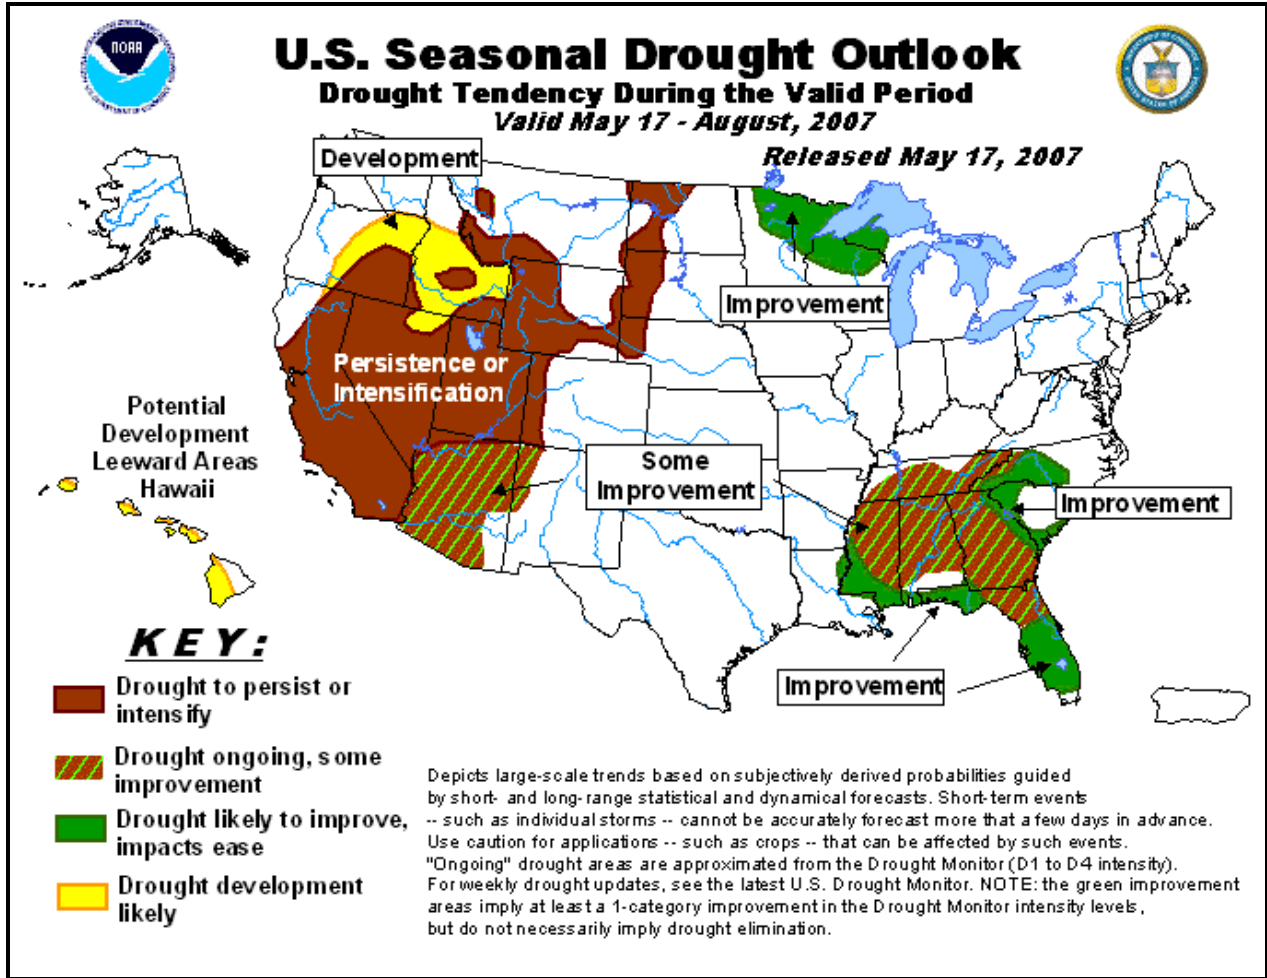 NOAA
U.S. Seasonal Drought Outlook
Drought Tendency During the Valid Period
Valid May 17 - August, 2007
Released May 17, 2007
Development
Improvement
Persistence or
Intensification
Potential
Development
Leeward Areas
Hawaii
Some
Improvement
Improvement
Improvement
KEY:
Drought to persist or
intensify
Drought ongoing, some
improvement
Drought likely to improve,
impacts ease
Drought development
likely
Depicts large-scale trends based on subjectively derived probabilities guided
by short- and long-range statistical and dynamical forecasts. Short-term events
-- such as individual storms -- cannot be accurately forecast more that a few days in advance.
Use caution for applications -- such as crops -- that can be affected by such events.
"Ongoing" drought areas are approximated from the Drought Monitor (D1 to D4 intensity).
For weekly drought updates, see the latest U.S. Drought Monitor. NOTE: the green improvement
areas imply at least a 1-category improvement in the Drought Monitor intensity levels,
but do not necessarily imply drought elimination.